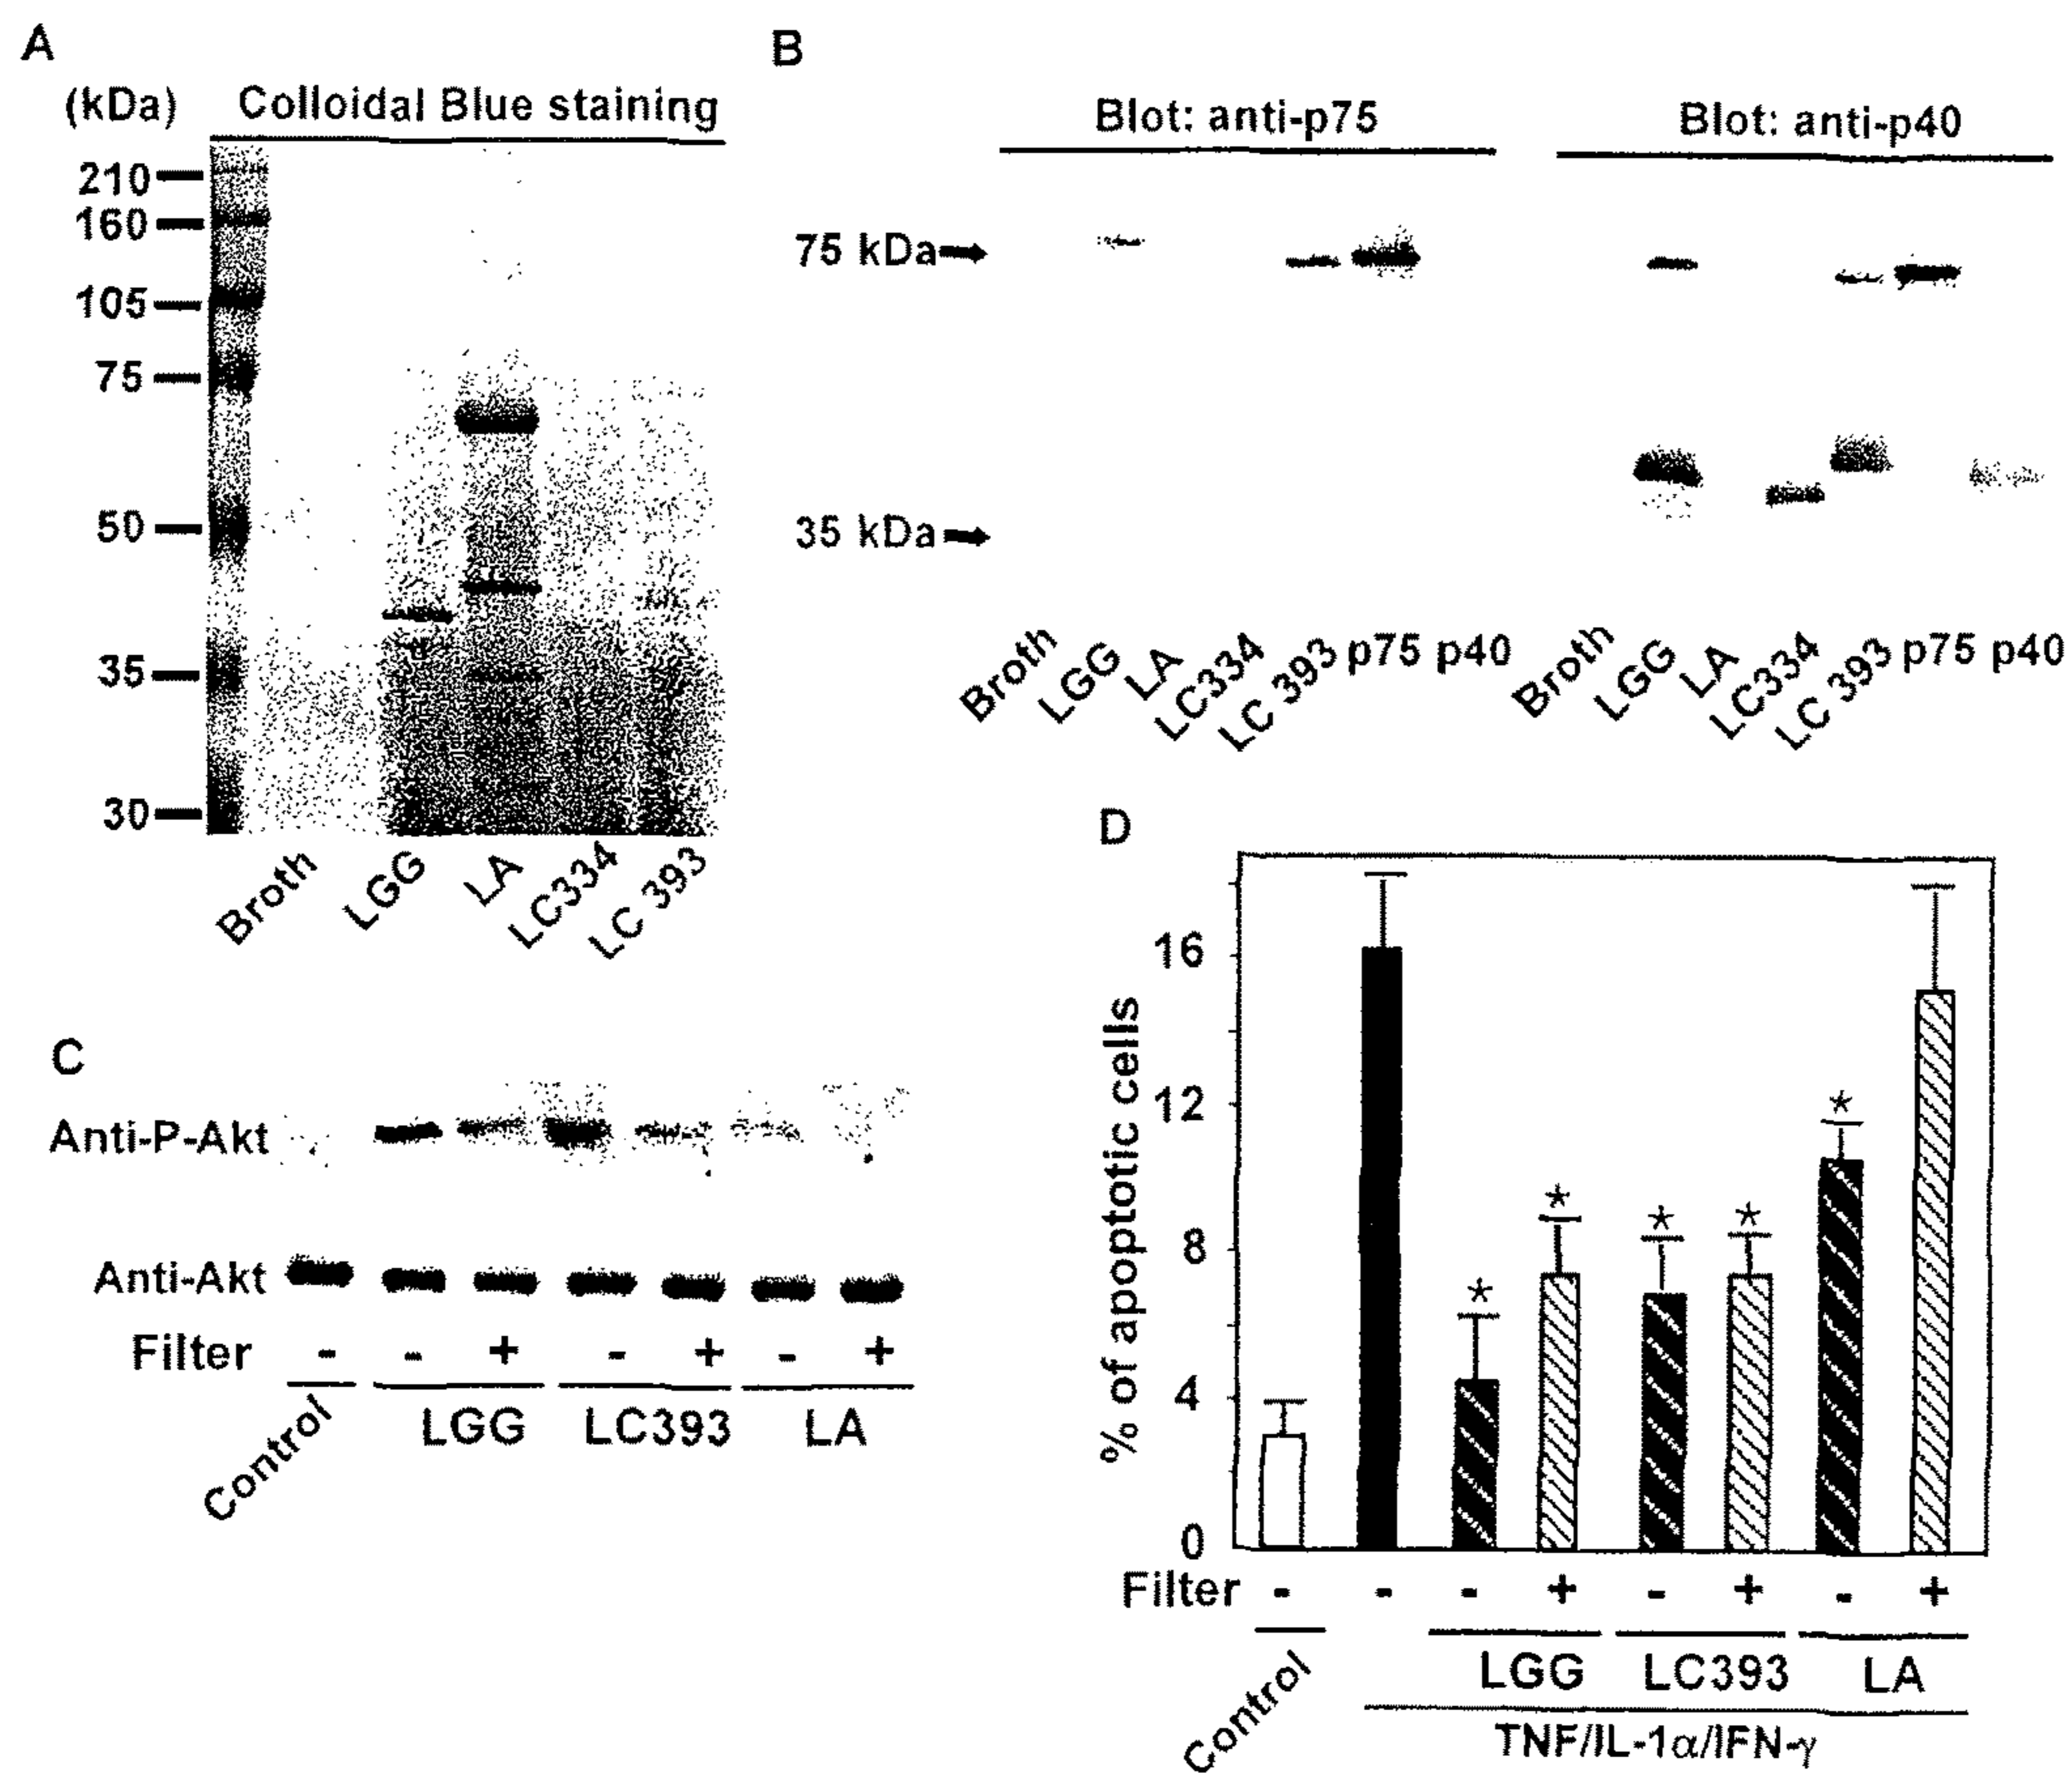 A
(kDa) Colloidal Blue staining
210
160
105
75
50
35
30
Broth LGG LA LC334 LC 393
B
Blot: anti-p75 Blot: anti-p40
75 kDa
35 kDa
Broth LGG LA LC334 LC 393 p75 p40 Broth LGG LA LC334 LC 393 p75 p40
C
Anti-P-Akt
Anti-Akt
Filter - - + - + - +
Control LGG LC393 LA
D
% of apoptotic cells
16
12
8
4
0
* * * * *
Filter - - - + - + - +
Control LGG LC393 LA
TNF/IL-1α/IFN-γ